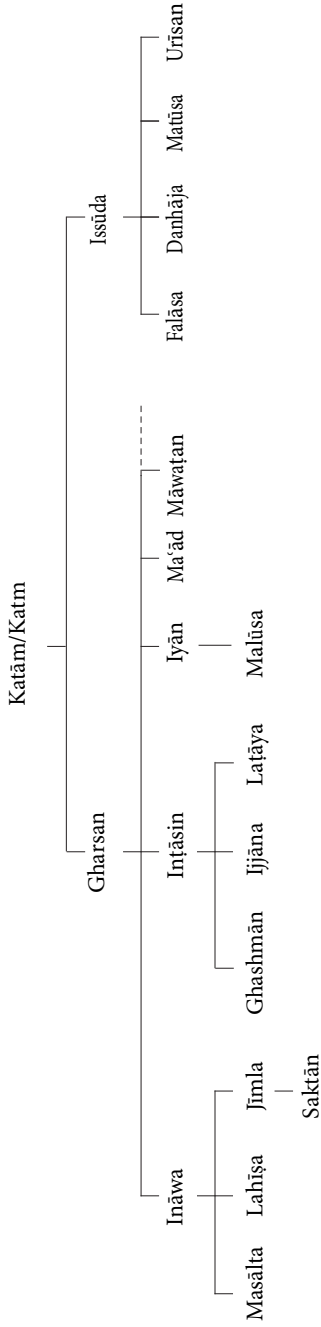 Katām/Katm
Gharsan Issūda
Ināwa Inṭāsin Iyān Maʿād Māwaṭan Falāsa Danhāja Matūsa Urīsan
Masālta Lahīṣa Jīmla Ghashmān Ijjāna Laṭāya Malūsa
Saktān